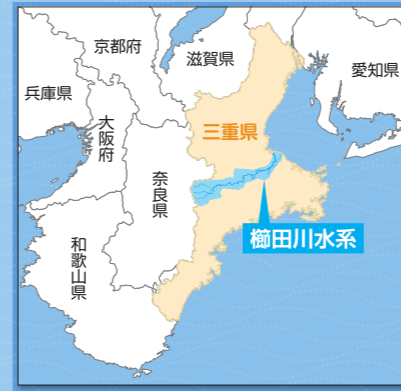 京都府
滋賀県
愛知県
兵庫県
三重県
大阪府
奈良県
櫛田川水系
和歌山県